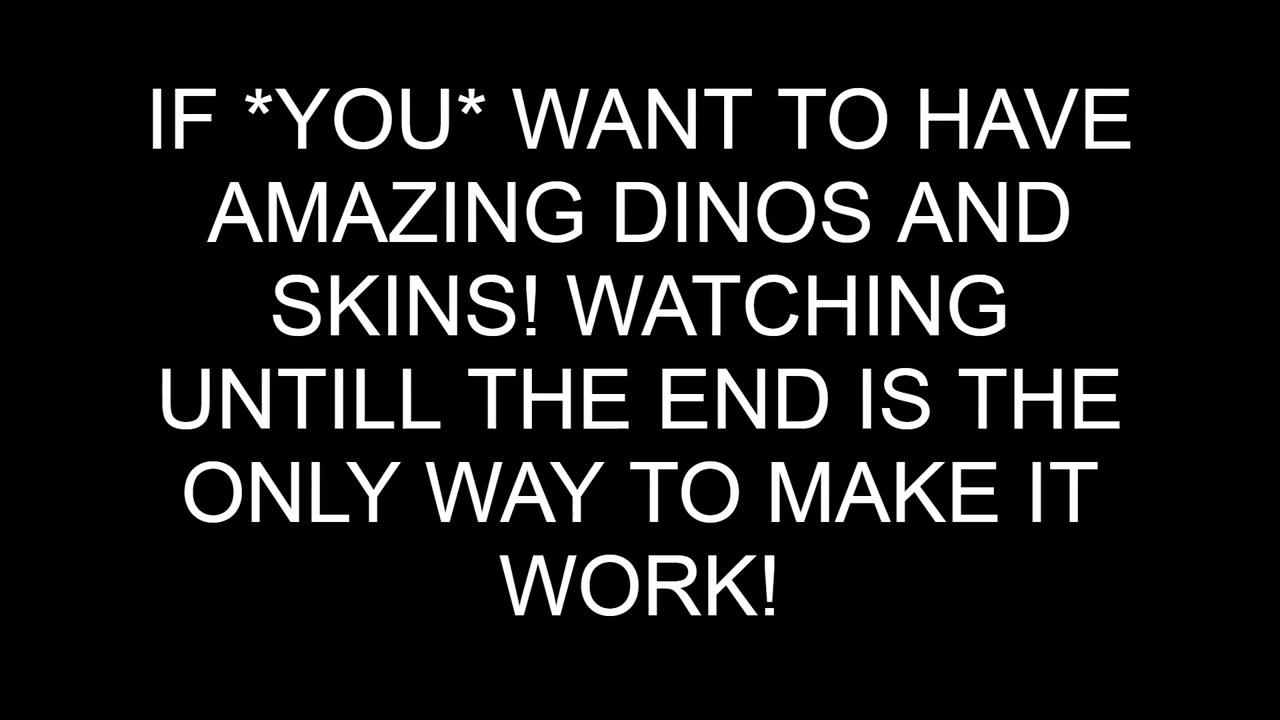 IF *YOU* WANT TO HAVE
AMAZING DINOS AND
SKINS! WATCHING
UNTILL THE END IS THE
ONLY WAY TO MAKE IT
WORK!